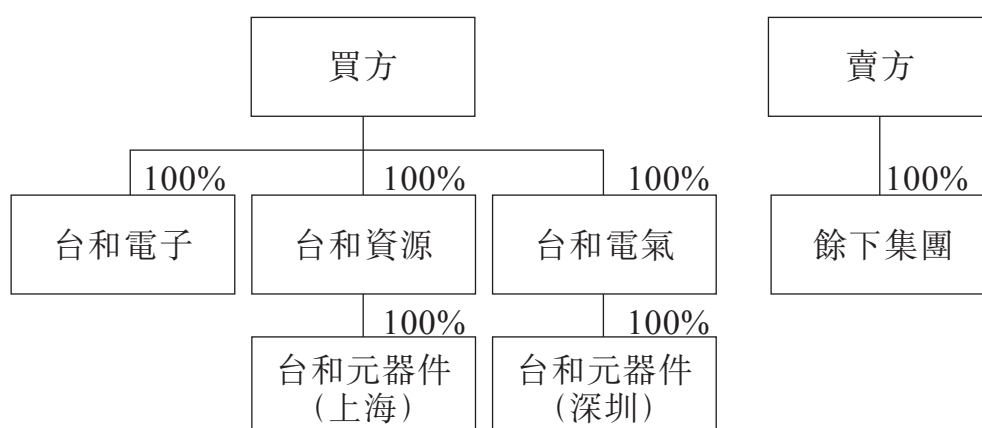 買方
賣方
100%
100%
100%
100%
台和電子
台和資源
台和電氣
餘下集團
100%
100%
台和元器件
(上海)
台和元器件
(深圳)